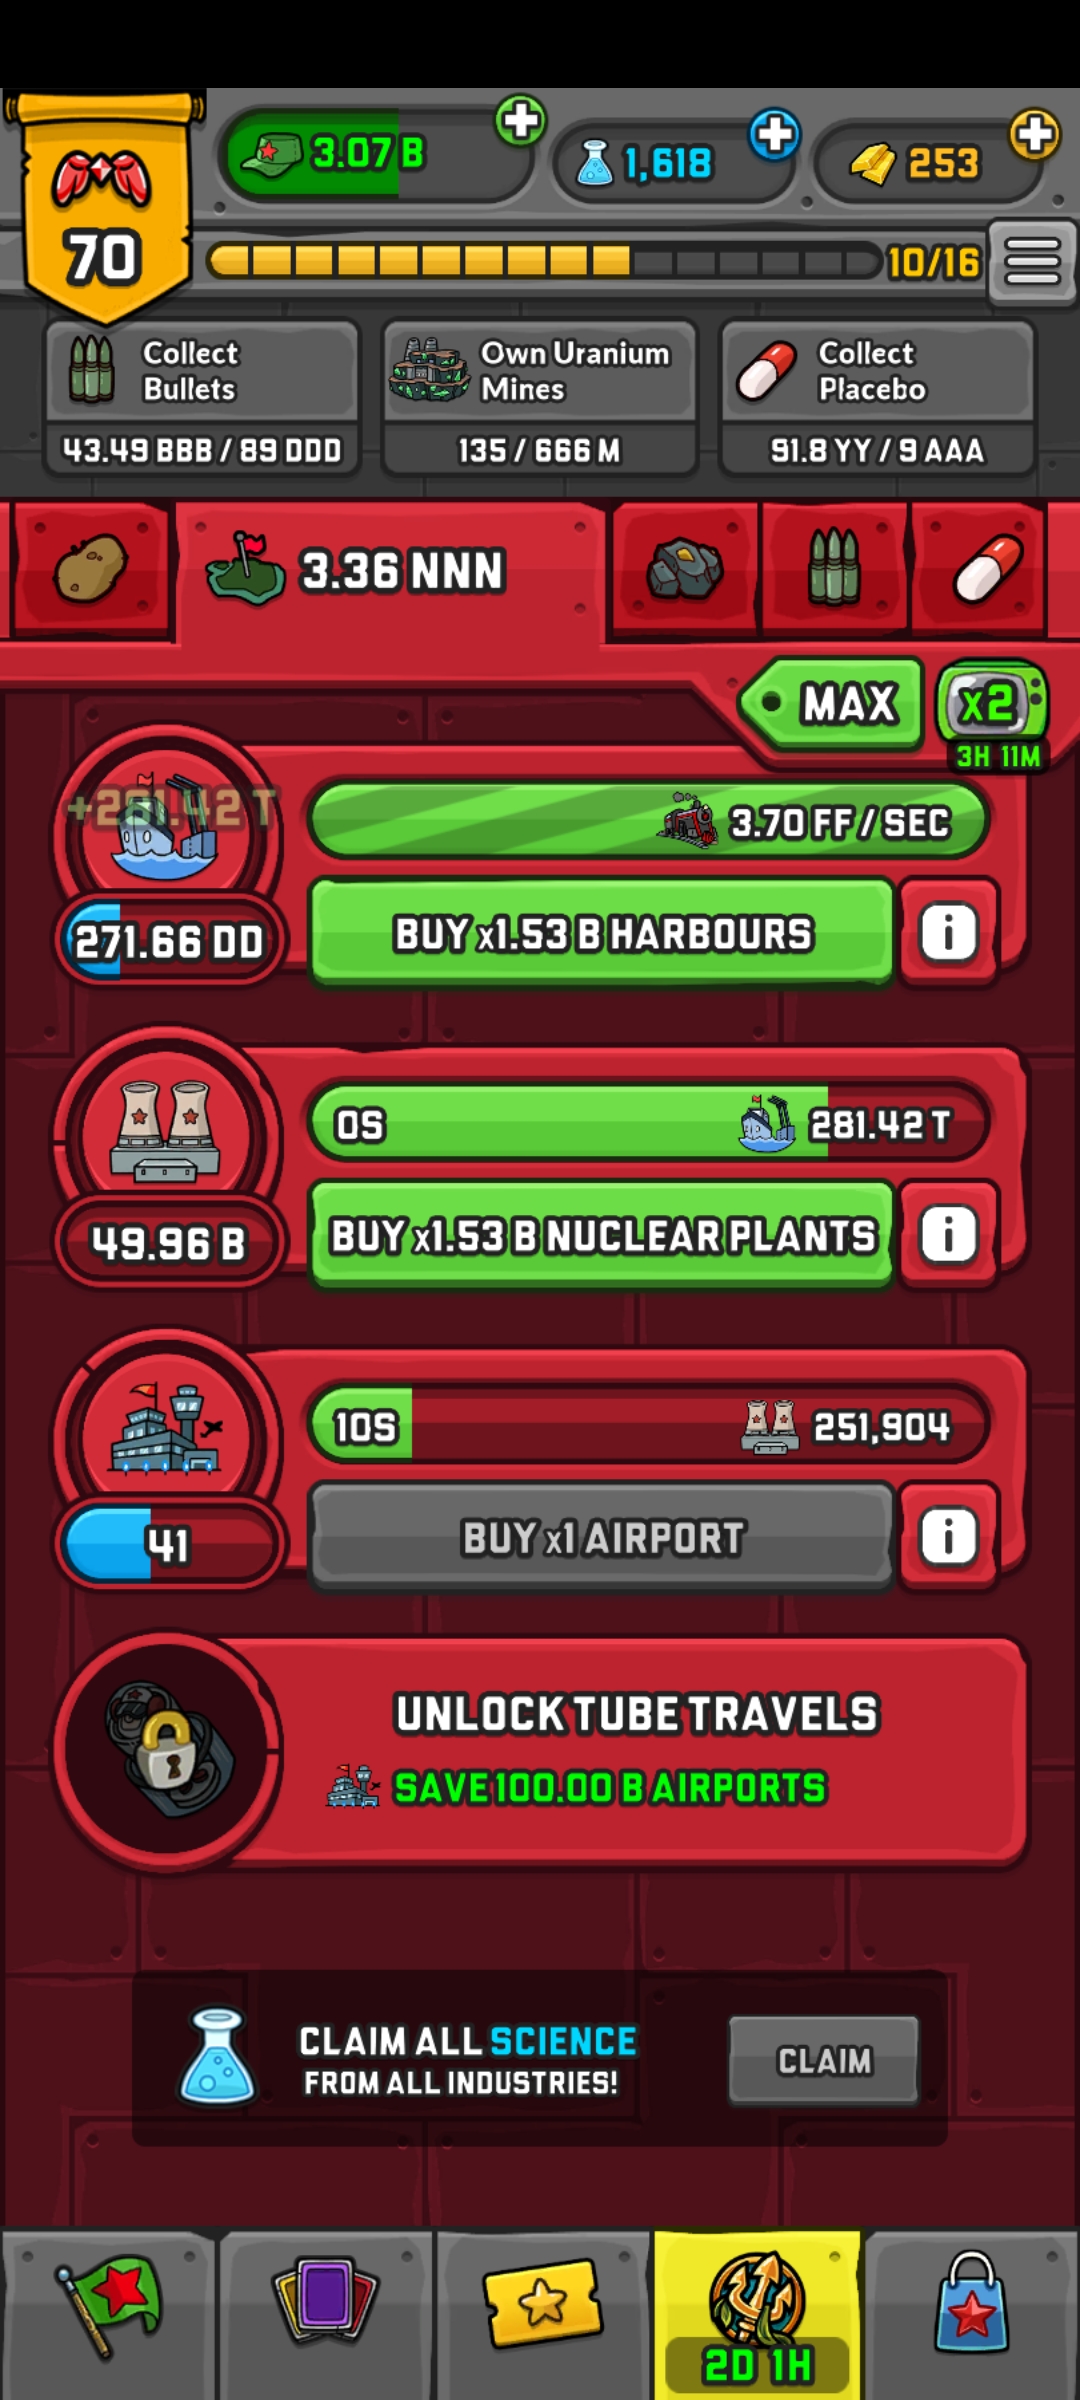 3.07 B
1,618
253
70
10/16
Collect
Bullets
43.49 BBB / 89 DDD
Own Uranium
Mines
135 / 666 M
Collect
Placebo
91.8 YY / 9 AAA
3.36 NNN
MAX
x2
3H 11M
+281.42 T
3.70 FF / SEC
271.66 DD
BUY x1.53 B HARBOURS
i
0S
281.42 T
49.96 B
BUY x1.53 B NUCLEAR PLANTS
i
10S
251,904
41
BUY x1 AIRPORT
i
UNLOCK TUBE TRAVELS
SAVE 100.00 B AIRPORTS
CLAIM ALL SCIENCE
FROM ALL INDUSTRIES!
CLAIM
2D 1H